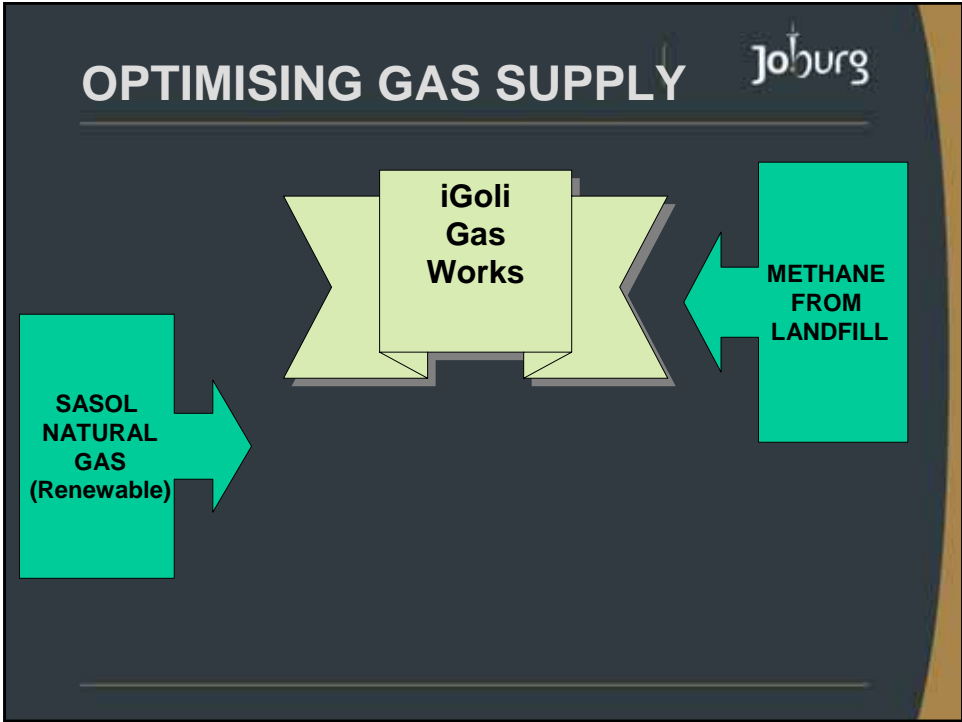 OPTIMISING GAS SUPPLY
Joburg
iGoli
Gas
Works
METHANE
FROM
LANDFILL
SASOL
NATURAL
GAS
(Renewable)